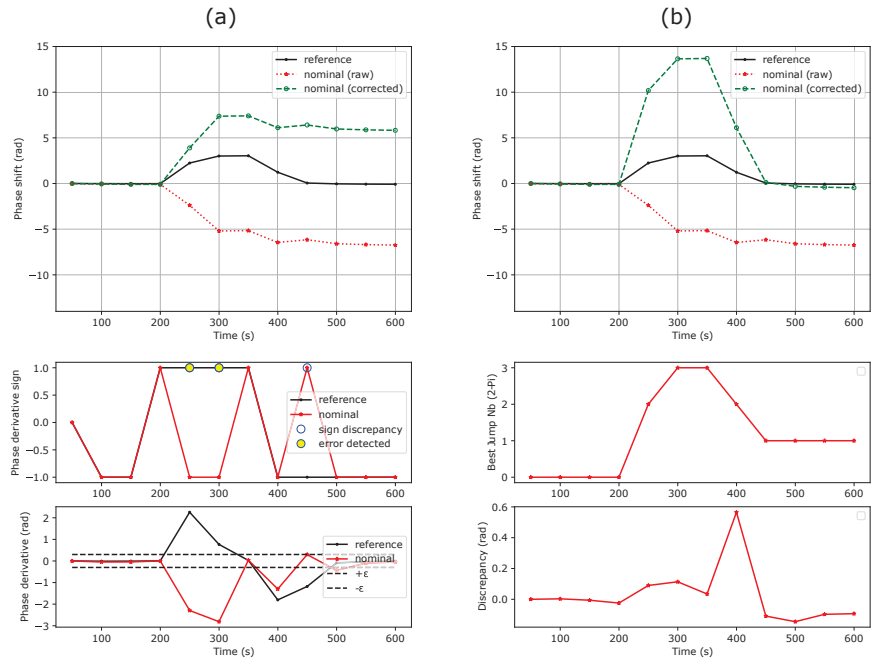 (a)
(b)
Phase shift (rad)
15
10
5
0
−5
−10
reference
nominal (raw)
nominal (corrected)
100 200 300 400 500 600
Time (s)
Phase shift (rad)
15
10
5
0
−5
−10
reference
nominal (raw)
nominal (corrected)
100 200 300 400 500 600
Time (s)
Phase derivative sign
1.0
0.5
0.0
−0.5
−1.0
reference
nominal
sign discrepancy
error detected
100 200 300 400 500 600
Best Jump Nb (2-Pi)
3
2
1
0
100 200 300 400 500 600
Phase derivative (rad)
2
1
0
−1
−2
−3
reference
nominal
+ε
-ε
100 200 300 400 500 600
Time (s)
Discrepancy (rad)
0.6
0.4
0.2
0.0
100 200 300 400 500 600
Time (s)